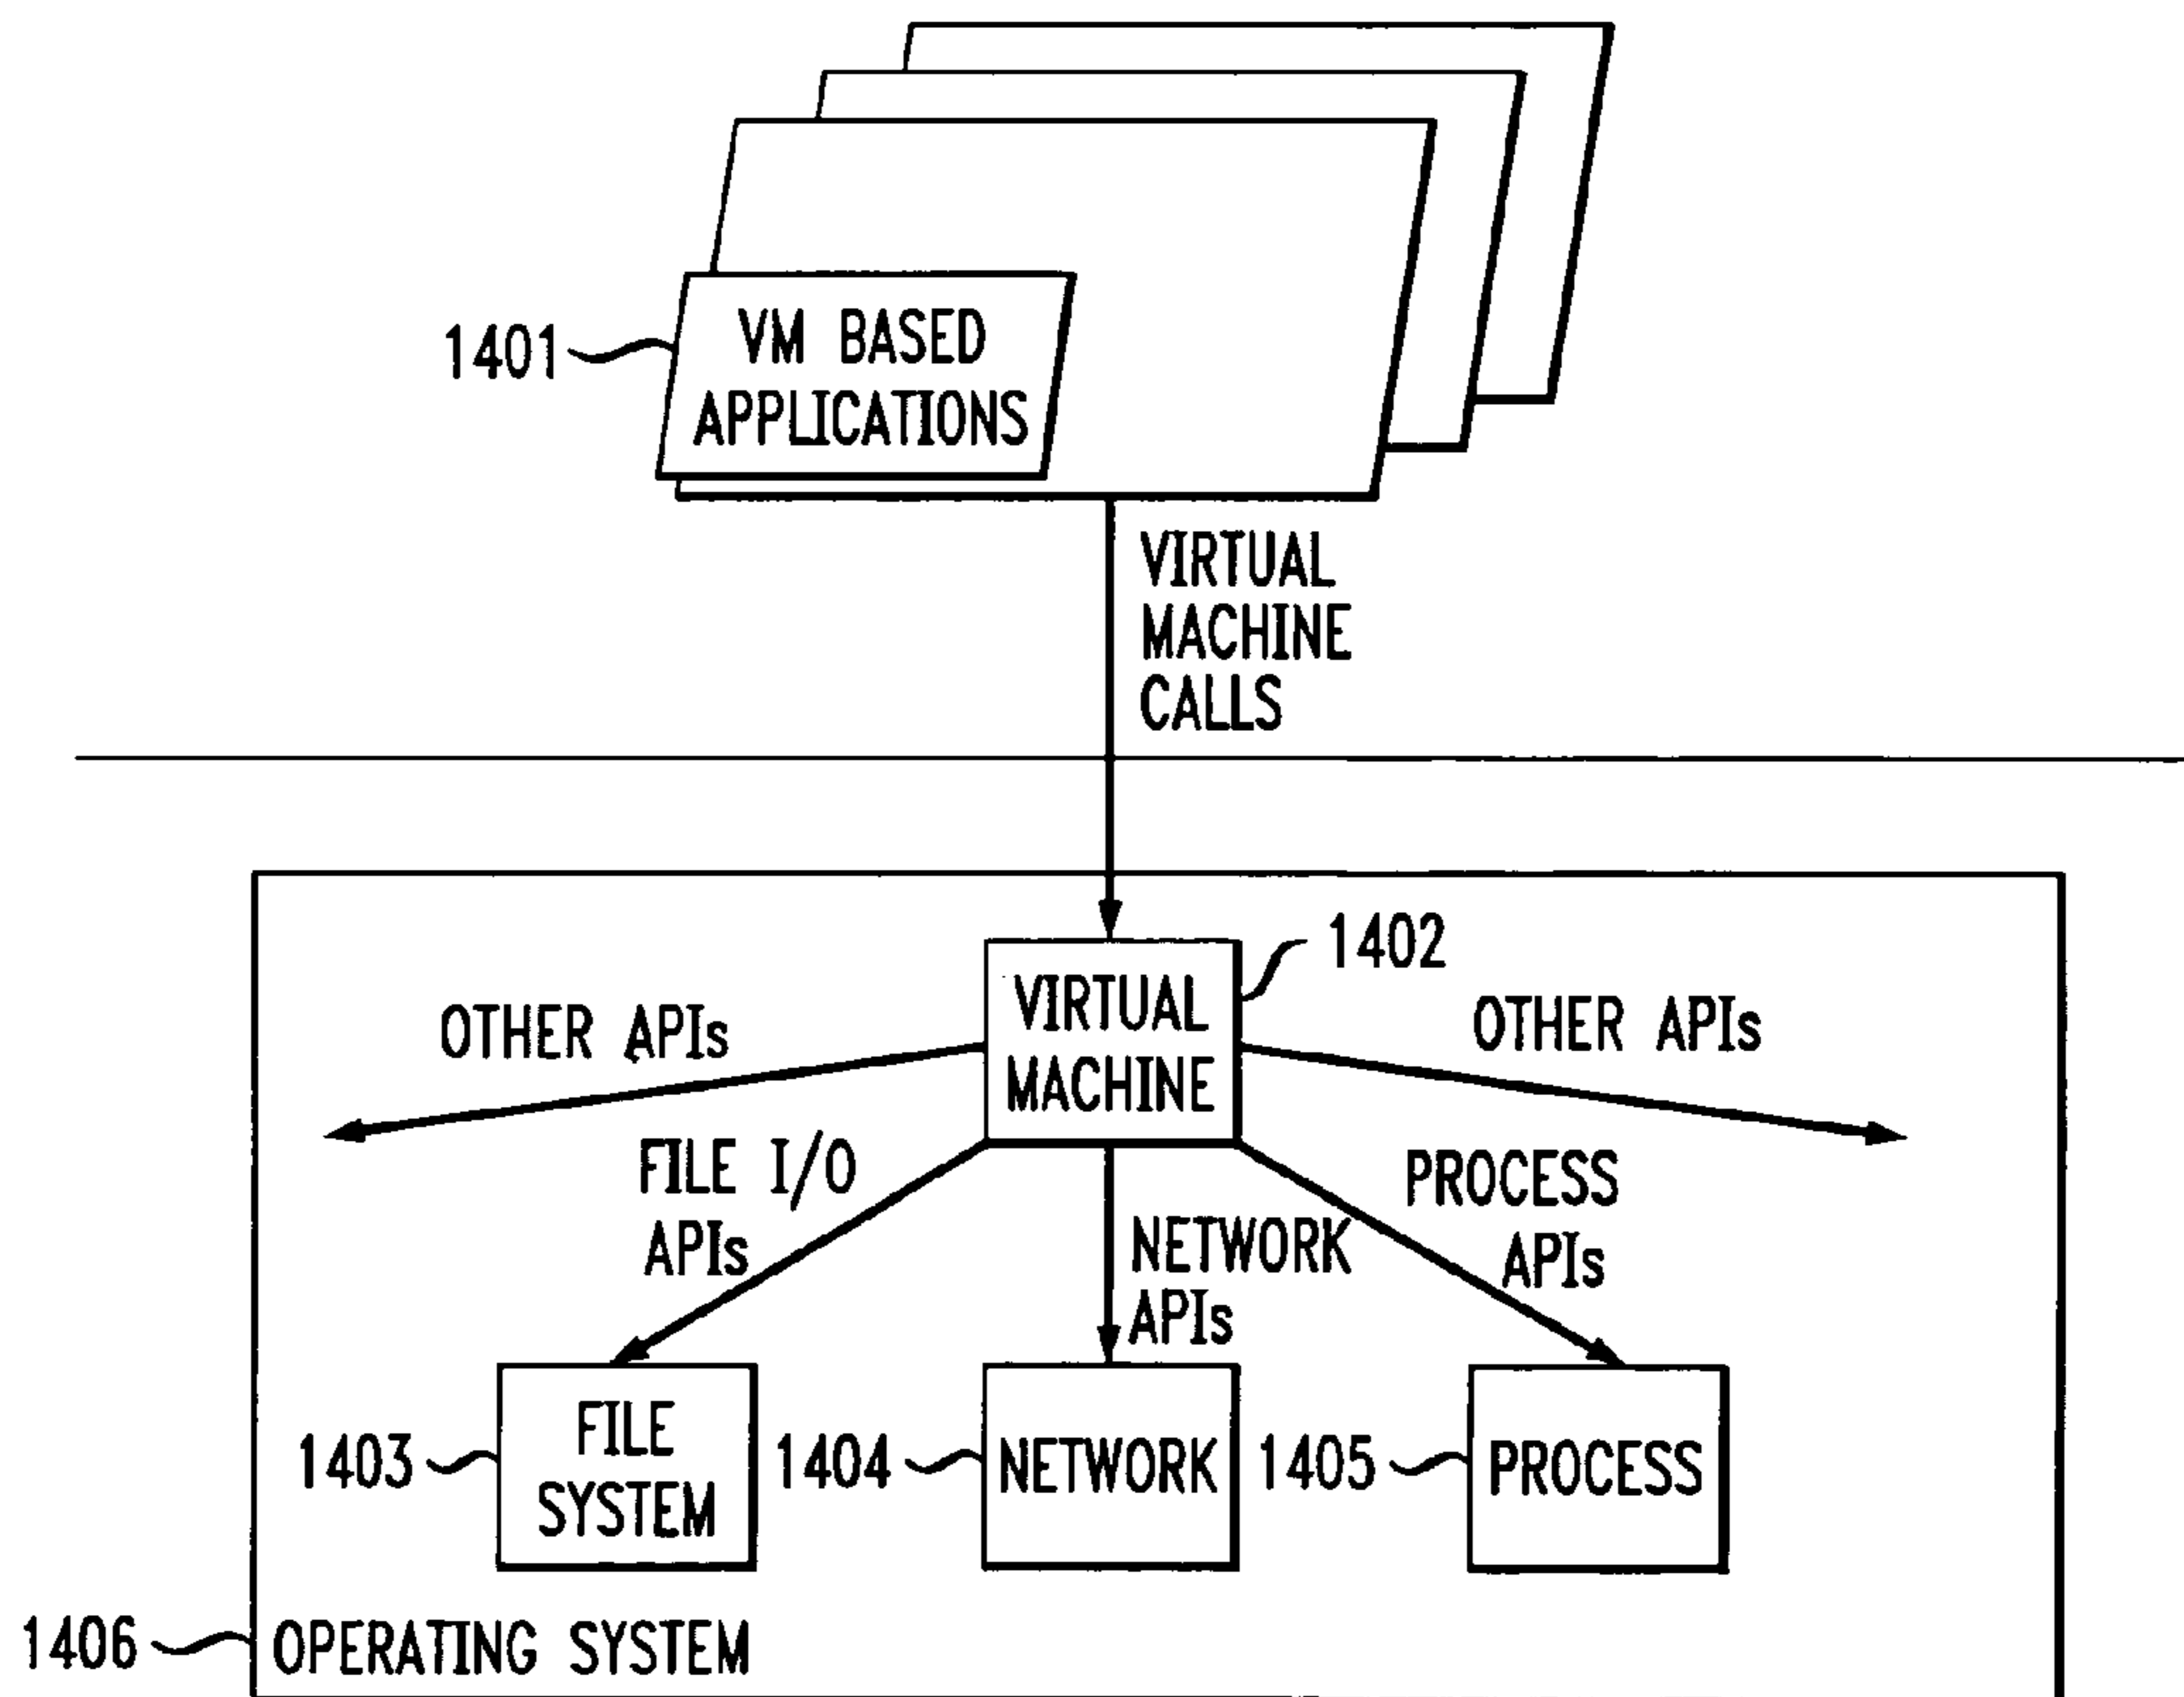 1401
VM BASED
APPLICATIONS
VIRTUAL
MACHINE
CALLS
1402
VIRTUAL
MACHINE
OTHER APIs
OTHER APIs
FILE I/O
APIs
NETWORK
APIs
PROCESS
APIs
1403
FILE
SYSTEM
1404
NETWORK
1405
PROCESS
1406
OPERATING SYSTEM